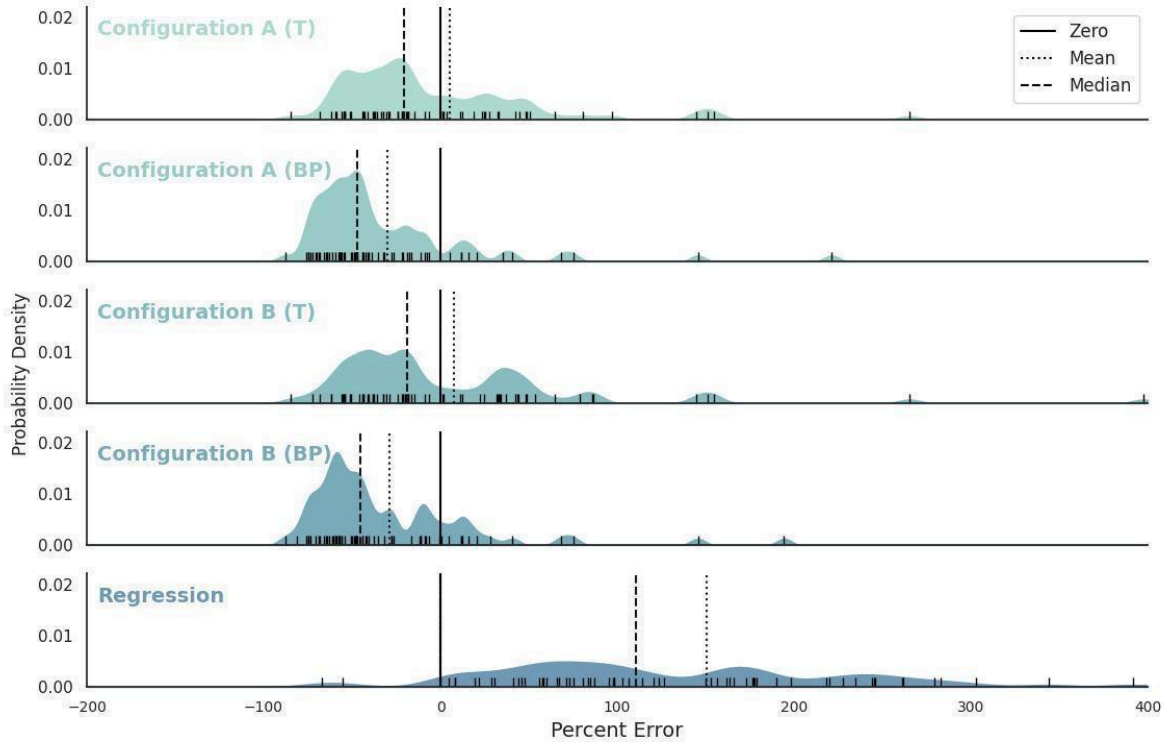 0.02
Configuration A (T)
0.01
0.00
Zero
Mean
Median
0.02
Configuration A (BP)
0.01
0.00
0.02
Configuration B (T)
0.01
0.00
Probability Density
0.02
Configuration B (BP)
0.01
0.00
0.02
Regression
0.01
0.00
−200
−100
0
100
200
300
400
Percent Error